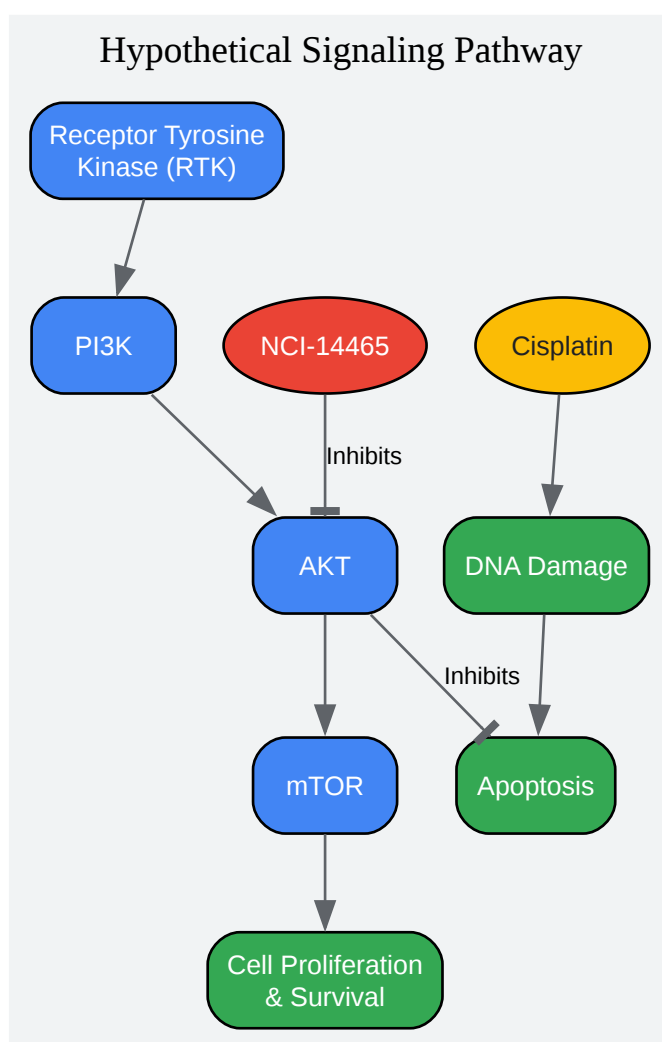 Hypothetical Signaling Pathway
Receptor Tyrosine
Kinase (RTK)
PI3K
NCI-14465
Cisplatin
Inhibits
AKT
DNA Damage
Inhibits
mTOR
Apoptosis
Cell Proliferation
& Survival